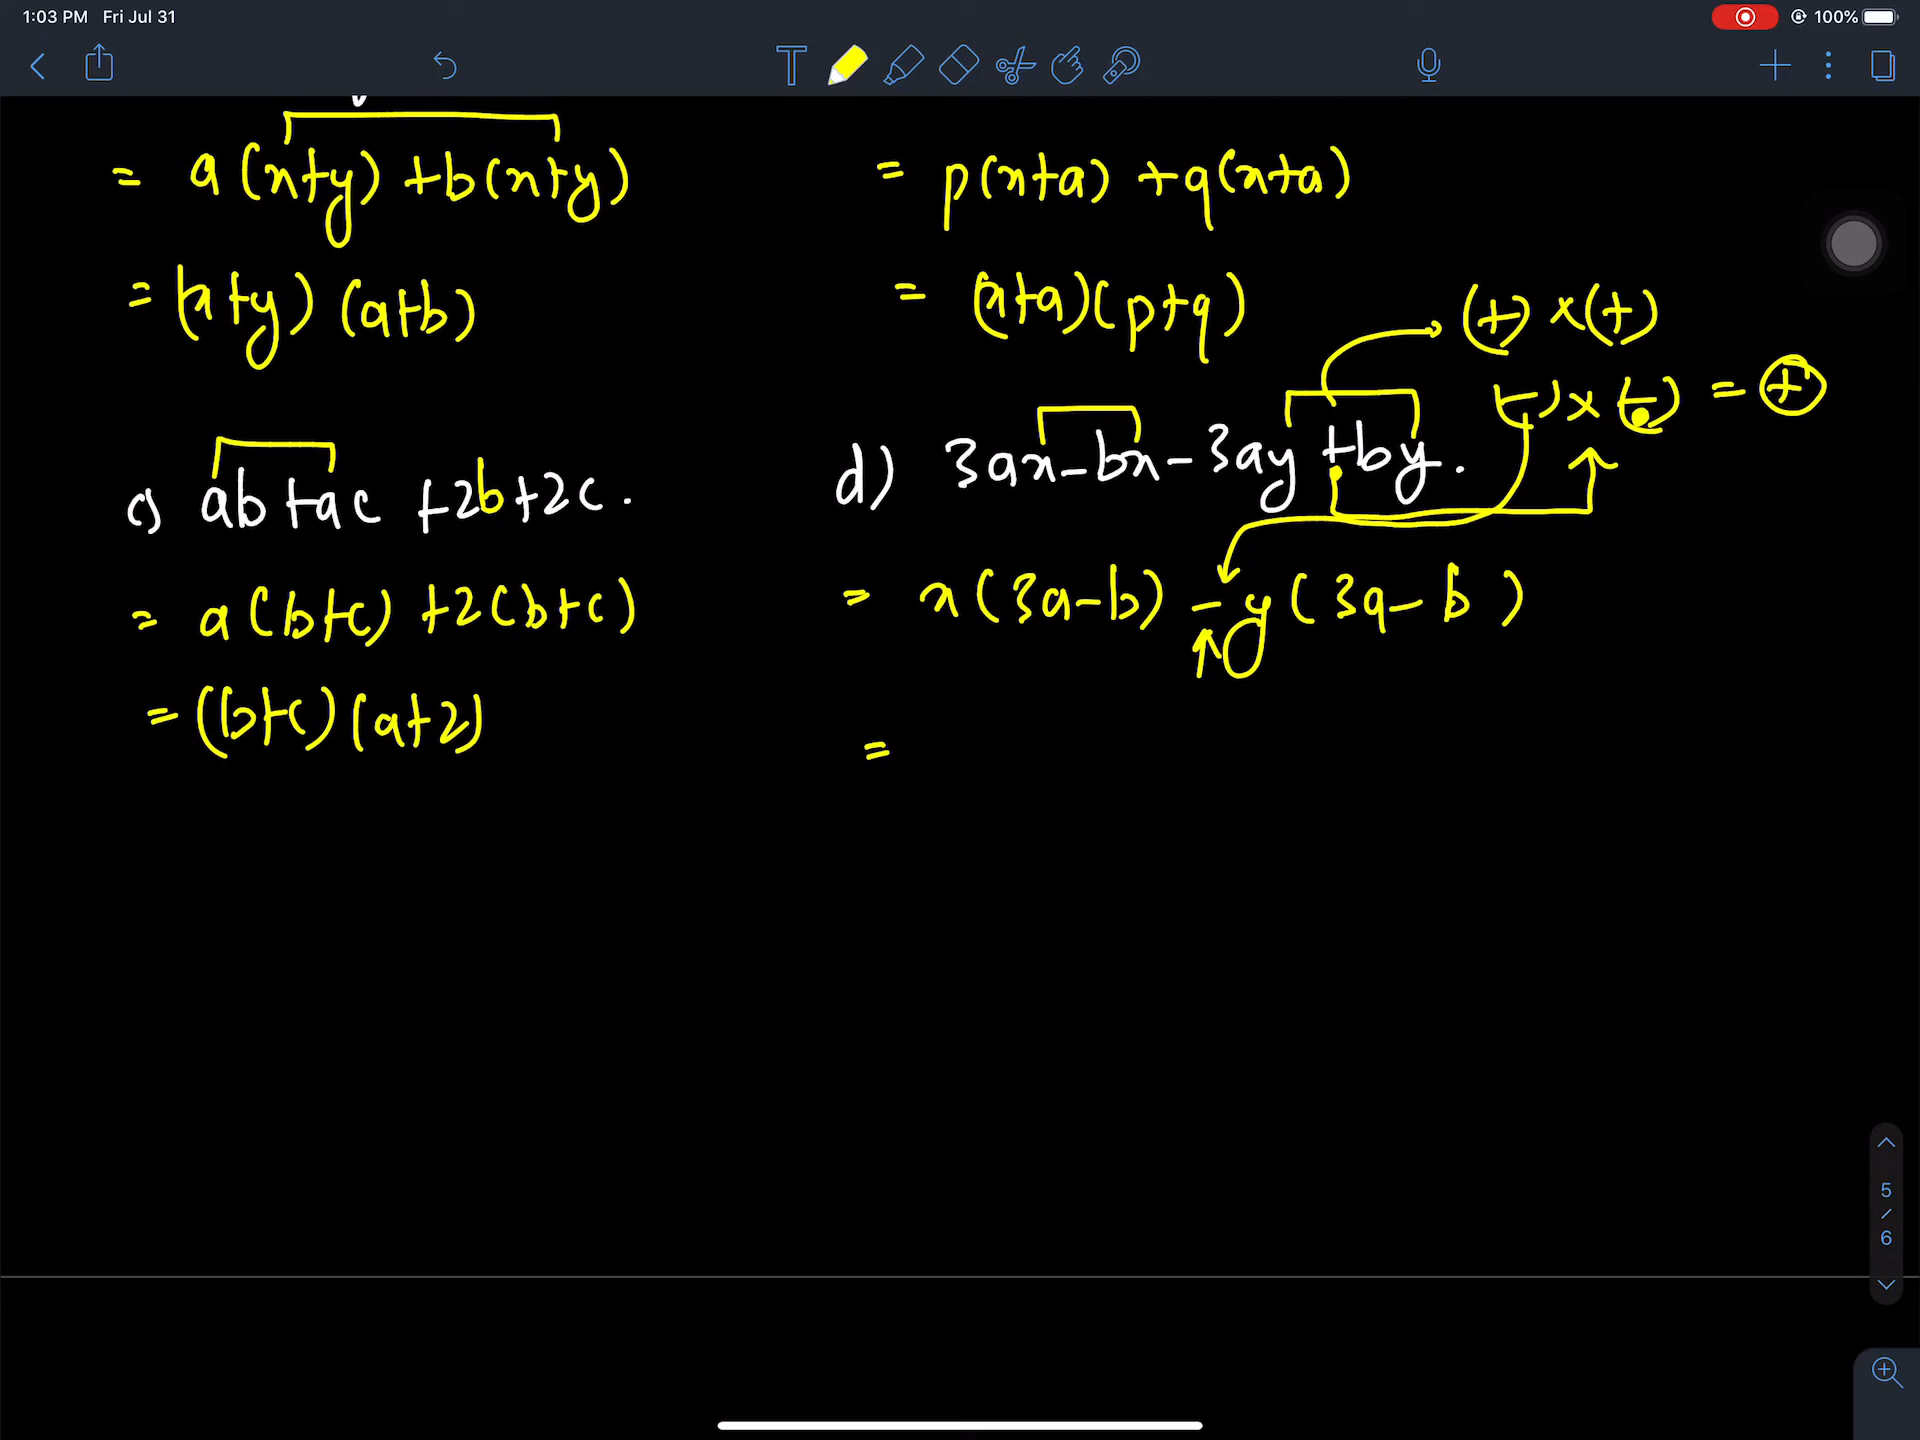 1:03 PM Fri Jul 31
100%
= a(x+y) +b(x+y)
= (x+y) (a+b)
c) ab+ac +2b+2c.
= a(b+c) +2(b+c)
= (b+c) (a+2)
= p(x+a) +q(x+a)
= (x+a)(p+q)
(+) ×(+)
(-) × (-) = +
d) 3ax-bx-3ay +by.
= x(3a-b) -y(3a-b)
=
5
/
6